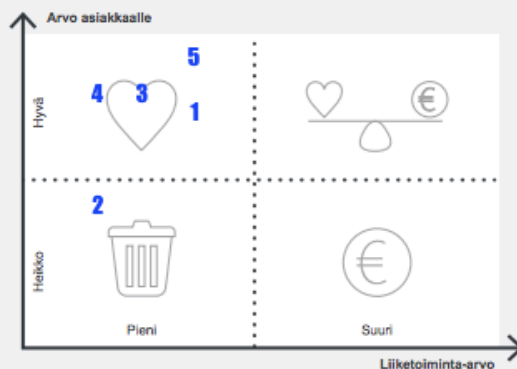 Arvo asiakkaalle
5
4
3
1
Hyvä
€
2
Heikko
€
Pieni
Suuri
Liiketoiminta-arvo